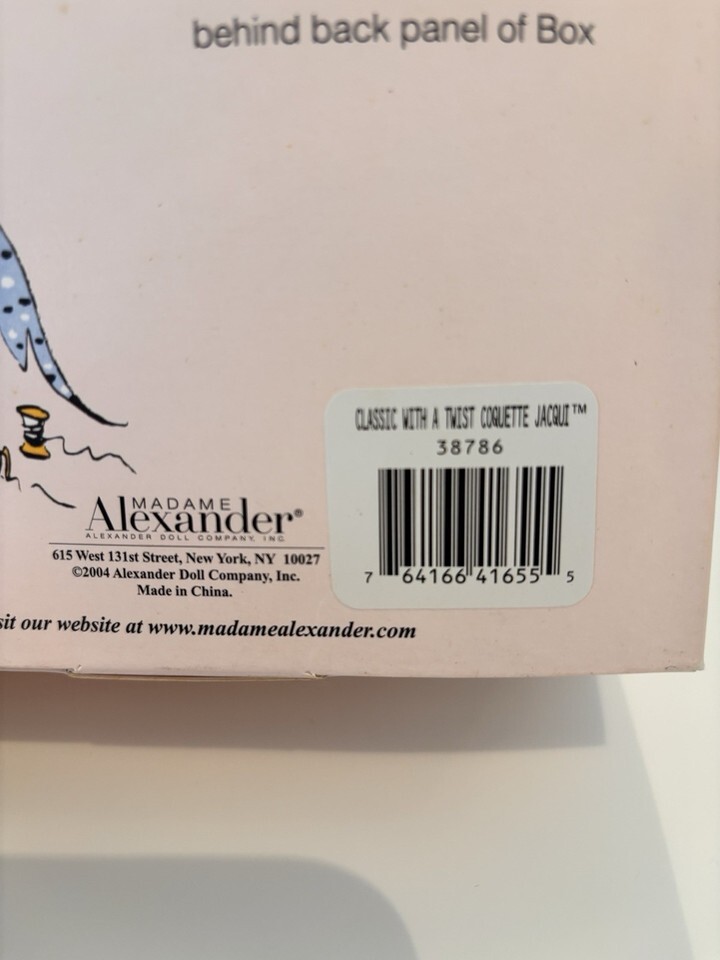 behind back panel of Box
CLASSIC WITH A TWIST COQUETTE JACQUI™
38786
7 64166 41655 5
MADAME
Alexander®
ALEXANDER DOLL COMPANY, INC
615 West 131st Street, New York, NY 10027
©2004 Alexander Doll Company, Inc.
Made in China.
sit our website at www.madamealexander.com